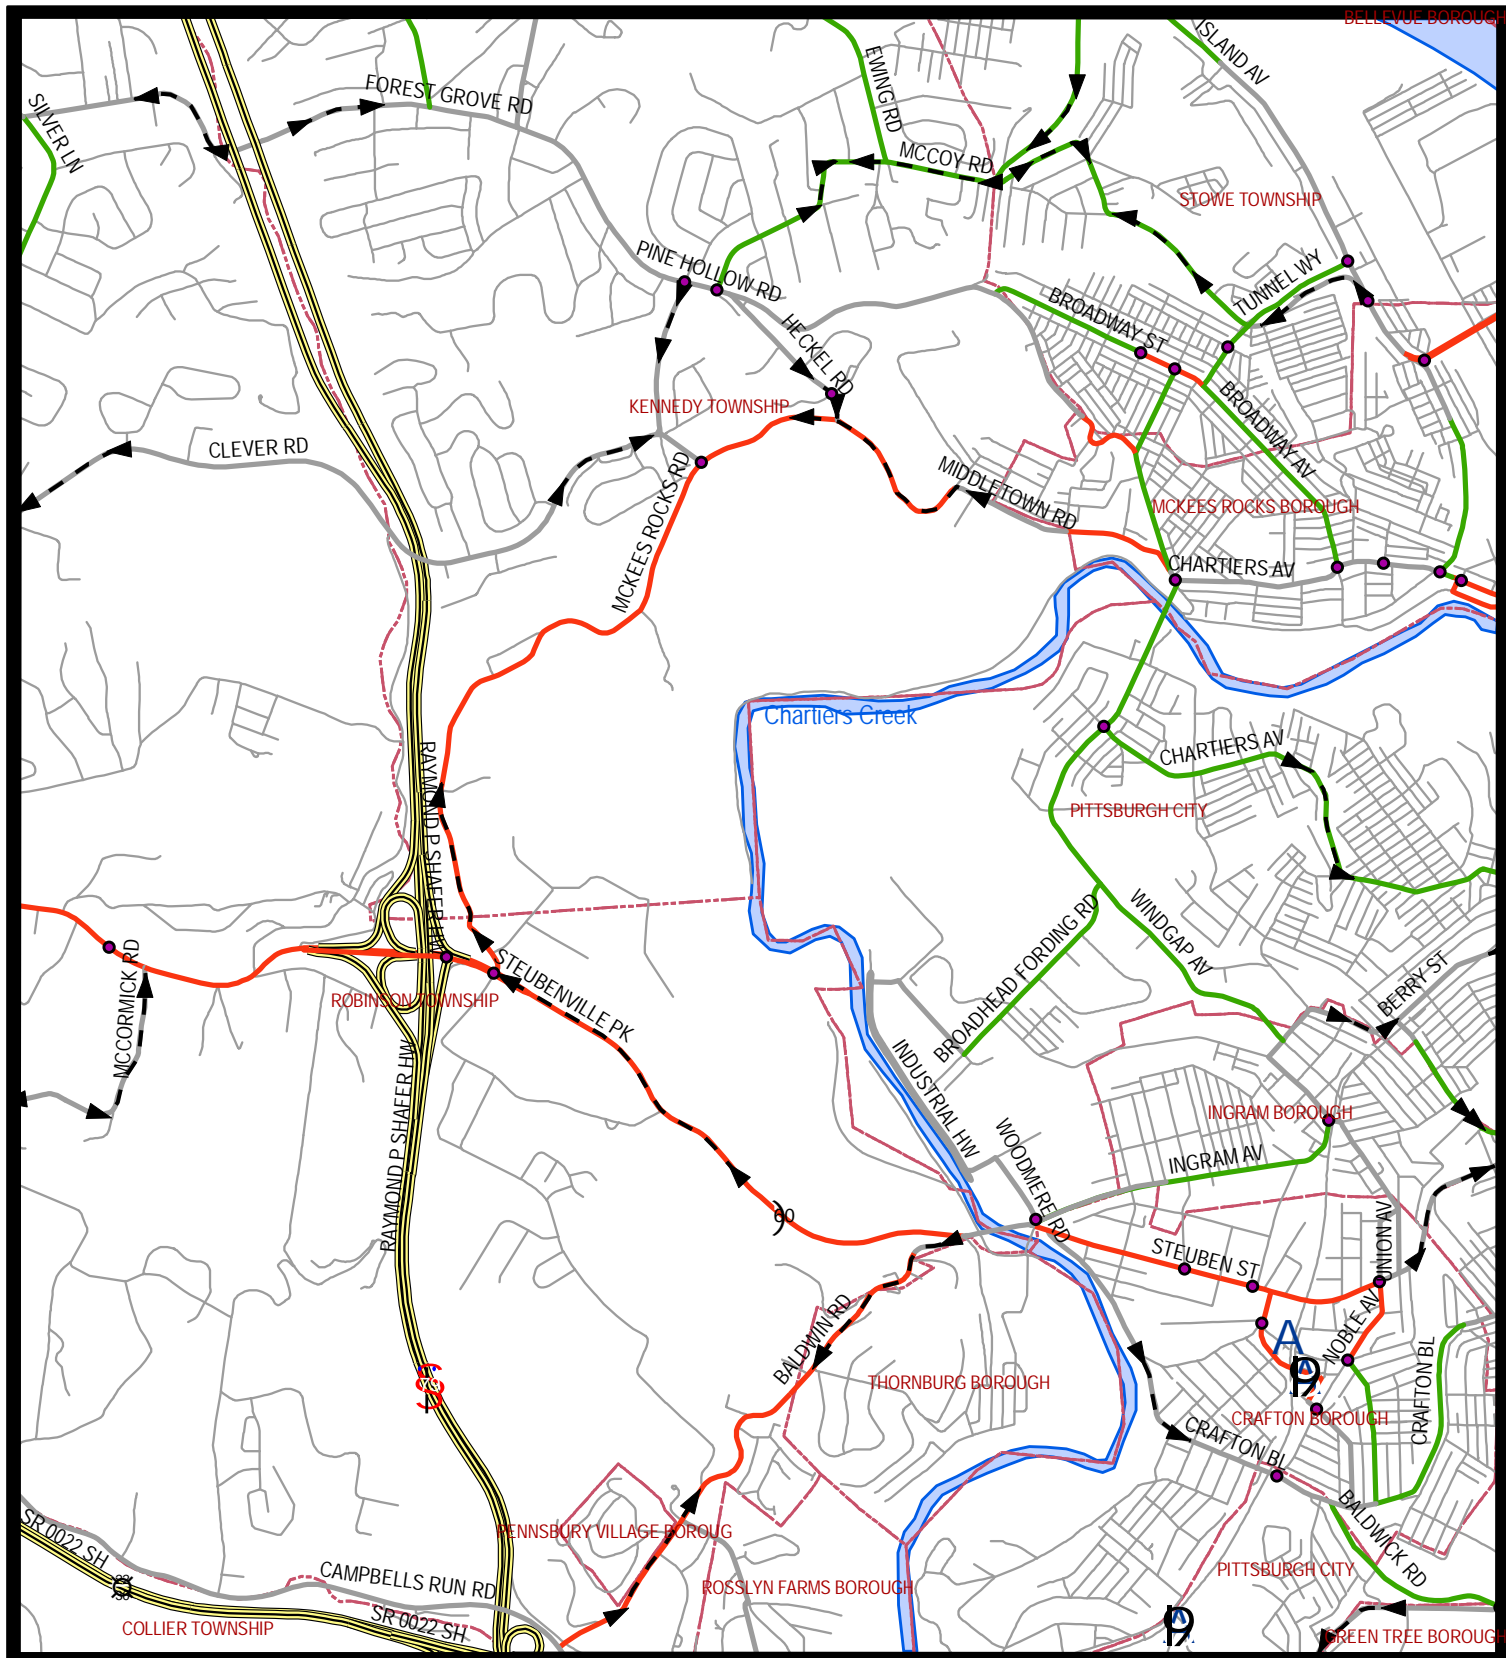 BELLEVUE BOROUGH
ISLAND AV
EWING RD
FOREST GROVE RD
SILVER LN
MCCOY RD
STOWE TOWNSHIP
PINE HOLLOW RD
TUNNEL WY
BROADWAY ST
HECKEL RD
KENNEDY TOWNSHIP
BROADWAY AV
CLEVER RD
MCKEES ROCKS RD
MIDDLETOWN RD
MCKEES ROCKS BOROUGH
CHARTIERS AV
Chartiers Creek
CHARTIERS AV
RAYMOND P SHAFER HW
PITTSBURGH CITY
BROADHEAD FORDING RD
WINDGAP AV
MCCORMICK RD
STEUBENVILLE PK
BERRY ST
ROBINSON TOWNSHIP
RAYMOND P SHAFER HW
INDUSTRIAL HW
WOODMERE RD
INGRAM BOROUGH
INGRAM AV
60
UNION AV
STEUBEN ST
BALDWIN RD
NOBLE AV
A
CRAFTON BL
THORNBURG BOROUGH
CRAFTON BOROUGH
CRAFTON BL
BALDWICK RD
SR 0022 SH
PENNSBURY VILLAGE BOROUG
CAMPBELLS RUN RD
ROSSLYN FARMS BOROUGH
PITTSBURGH CITY
COLLIER TOWNSHIP
SR 0022 SH
GREEN TREE BOROUGH